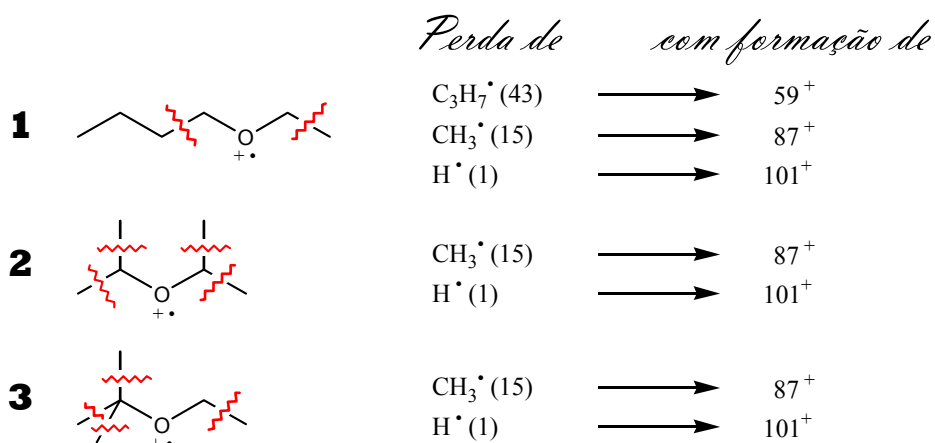 Perda de com formação de
1
C₃H₇• (43) 59⁺
CH₃• (15) 87⁺
H• (1) 101⁺
O
+•
2
CH₃• (15) 87⁺
H• (1) 101⁺
O
+•
3
CH₃• (15) 87⁺
H• (1) 101⁺
O
+•